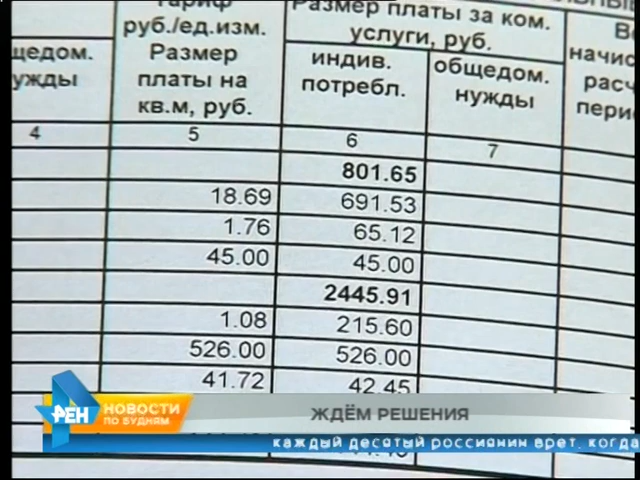 Тариф Размер платы за ком.
руб./ед.изм. услуги, руб.
общедом. Размер индив. общедом.
нужды платы на потребл. нужды
кв.м, руб.
4 5 6 7
801.65
18.69 691.53
1.76 65.12
45.00 45.00
2445.91
1.08 215.60
526.00 526.00
41.72 42.45
РЕН НОВОСТИ ПО БУДНЯМ
ЖДЁМ РЕШЕНИЯ
каждый десятый россиянин врет, когда